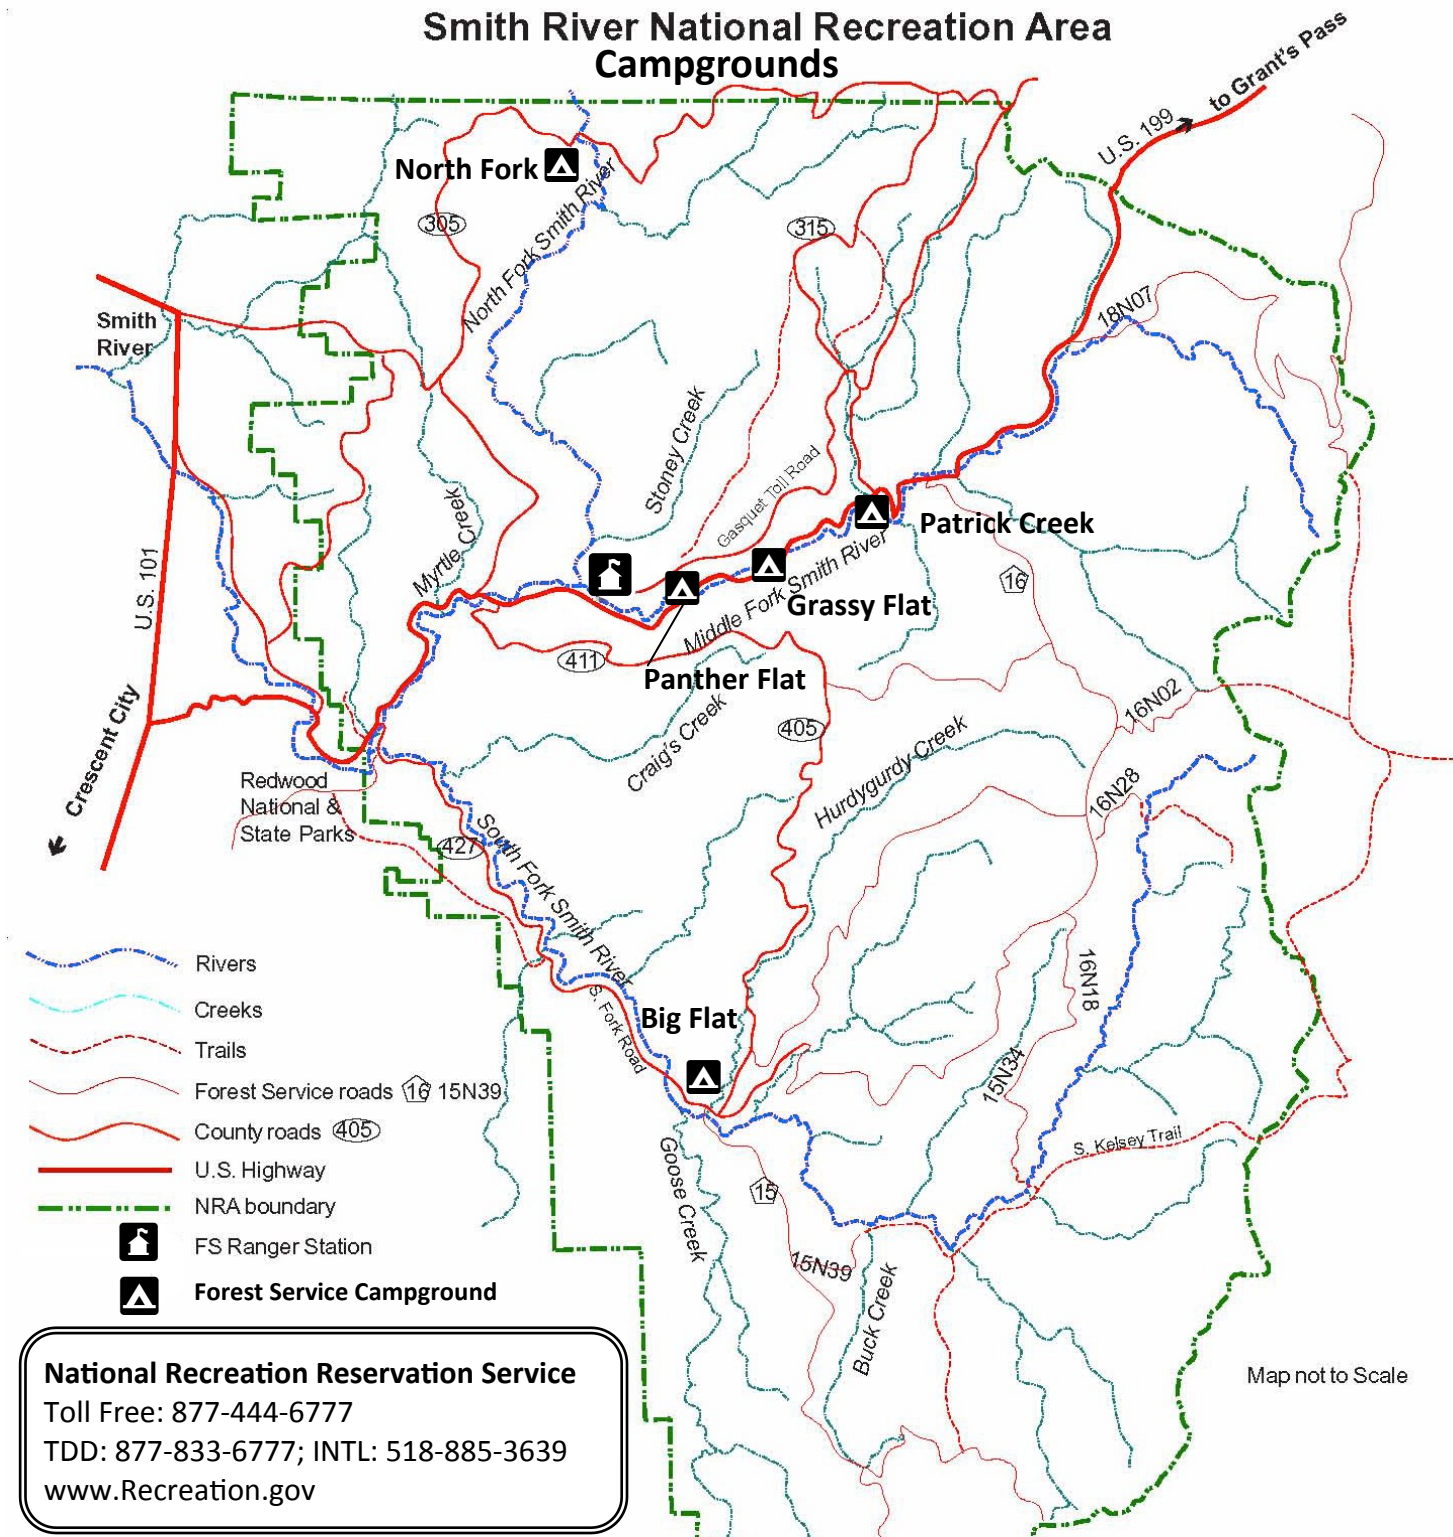 Smith River National Recreation Area
Campgrounds
to Grant's Pass
U.S. 199
North Fork
305
North Fork Smith River
315
18N07
Smith
River
Stoney Creek
Gasquet Toll Road
Myrtle Creek
Patrick Creek
U.S. 101
16
Middle Fork Smith River
Grassy Flat
411
Panther Flat
16N02
Crescent City
Craig's Creek
405
Hurdygurdy Creek
Redwood
National &
State Parks
16N28
427
South Fork Smith River
16N18
S. Fork Road
Big Flat
15N34
S. Kelsey Trail
Goose Creek
15
15N39
Buck Creek
Rivers
Creeks
Trails
Forest Service roads 16 15N39
County roads 405
U.S. Highway
NRA boundary
FS Ranger Station
Forest Service Campground
National Recreation Reservation Service
Toll Free: 877-444-6777
TDD: 877-833-6777; INTL: 518-885-3639
www.Recreation.gov
Map not to Scale